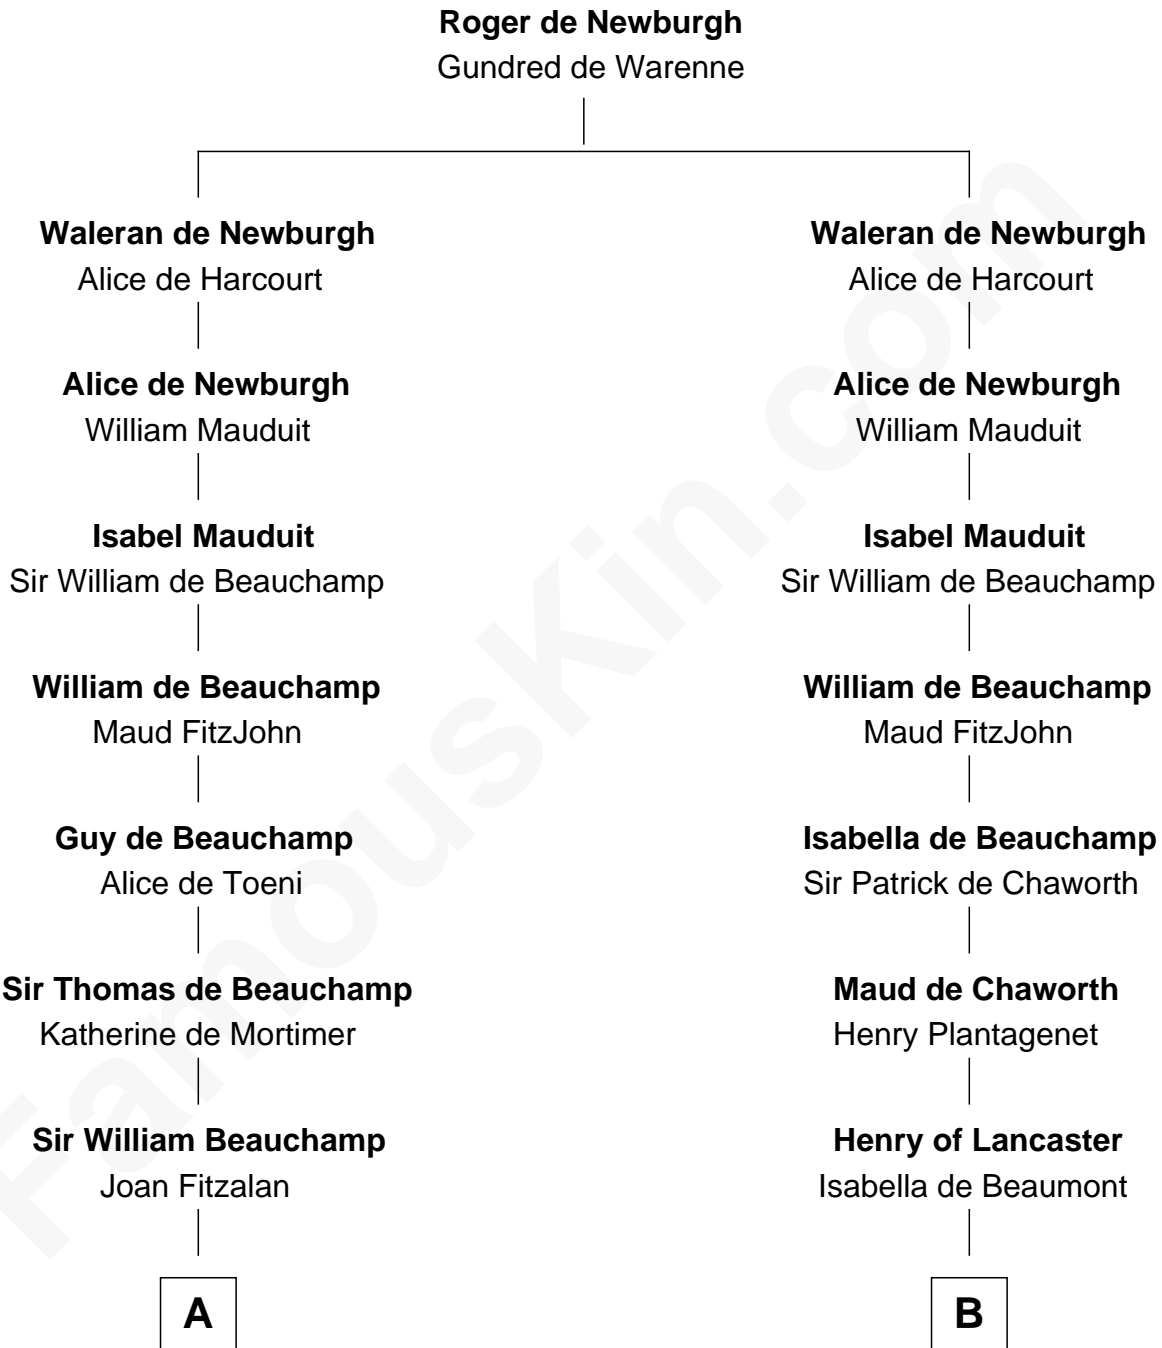 Roger de Newburgh
Gundred de Warenne
Waleran de Newburgh
Alice de Harcourt
Alice de Newburgh
William Mauduit
Isabel Mauduit
Sir William de Beauchamp
William de Beauchamp
Maud FitzJohn
Guy de Beauchamp
Alice de Toeni
Sir Thomas de Beauchamp
Katherine de Mortimer
Sir William Beauchamp
Joan Fitzalan
A
Waleran de Newburgh
Alice de Harcourt
Alice de Newburgh
William Mauduit
Isabel Mauduit
Sir William de Beauchamp
William de Beauchamp
Maud FitzJohn
Isabella de Beauchamp
Sir Patrick de Chaworth
Maud de Chaworth
Henry Plantagenet
Henry of Lancaster
Isabella de Beaumont
B
FamousKin.com